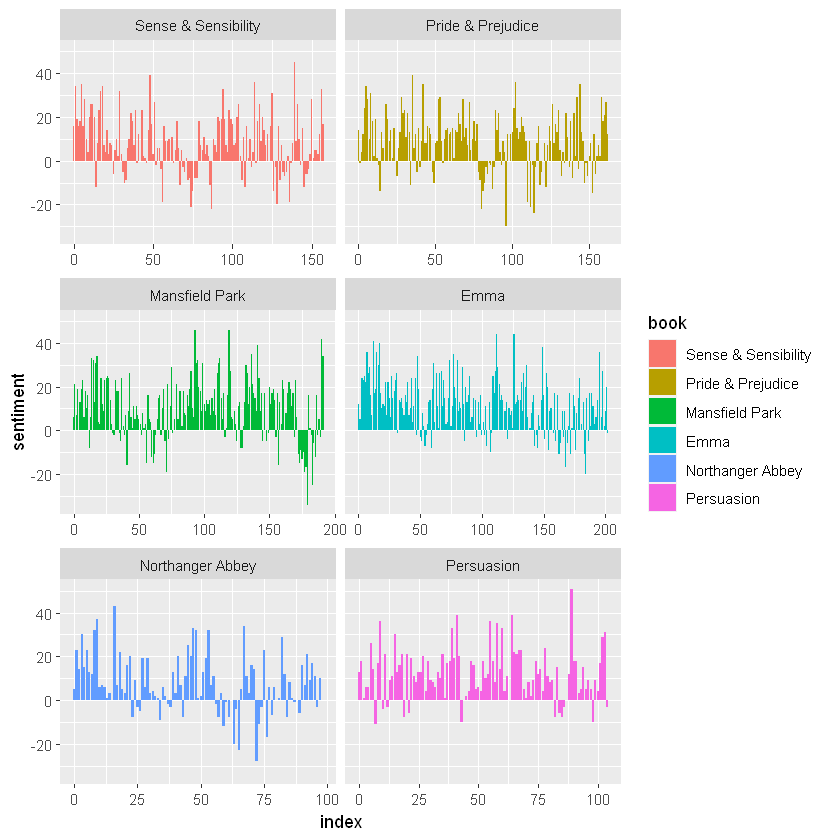 Sense & Sensibility
Pride & Prejudice
40
20
0
-20
0 50 100 150
0 50 100 150
Mansfield Park
Emma
40
20
0
-20
0 50 100 150 200
0 50 100 150 200
Northanger Abbey
Persuasion
40
20
0
-20
0 25 50 75 100
0 25 50 75 100
sentiment
index
book
Sense & Sensibility
Pride & Prejudice
Mansfield Park
Emma
Northanger Abbey
Persuasion